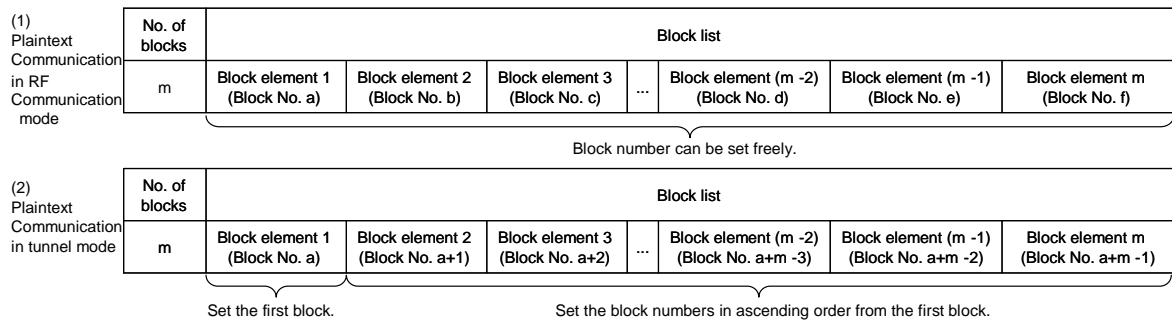 (1)
Plaintext
Communication
in RF
Communication
mode
No. of
blocks
Block list
m
Block element 1
(Block No. a)
Block element 2
(Block No. b)
Block element 3
(Block No. c)
...
Block element (m -2)
(Block No. d)
Block element (m -1)
(Block No. e)
Block element m
(Block No. f)
Block number can be set freely.
(2)
Plaintext
Communication
in tunnel mode
No. of
blocks
Block list
m
Block element 1
(Block No. a)
Block element 2
(Block No. a+1)
Block element 3
(Block No. a+2)
...
Block element (m -2)
(Block No. a+m -3)
Block element (m -1)
(Block No. a+m -2)
Block element m
(Block No. a+m -1)
Set the first block.
Set the block numbers in ascending order from the first block.